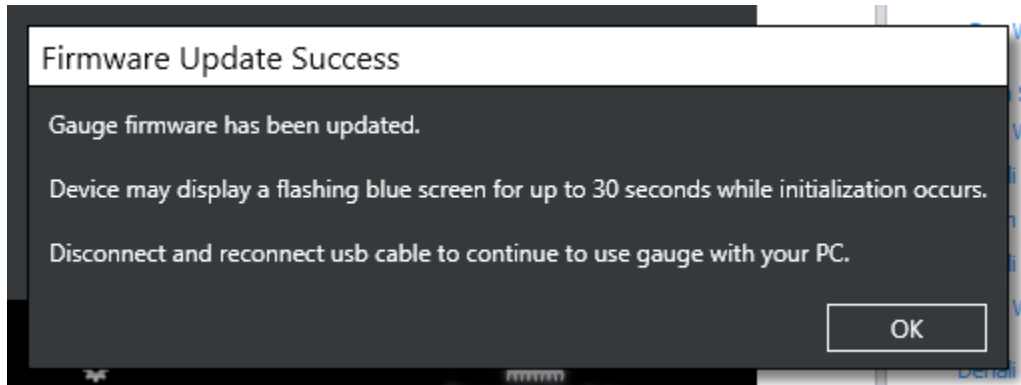 Firmware Update Success
Gauge firmware has been updated.
Device may display a flashing blue screen for up to 30 seconds while initialization occurs.
Disconnect and reconnect usb cable to continue to use gauge with your PC.
OK
Denali